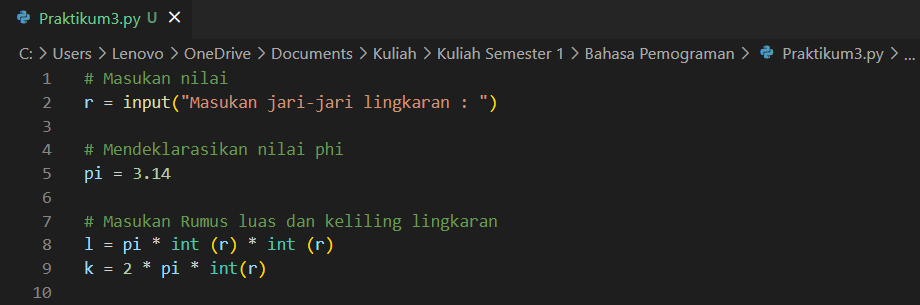 Praktikum3.py U ×
C: > Users > Lenovo > OneDrive > Documents > Kuliah > Kuliah Semester 1 > Bahasa Pemograman > Praktikum3.py > ...
1 # Masukan nilai
2 r = input("Masukan jari-jari lingkaran : ")
3
4 # Mendeklarasikan nilai phi
5 pi = 3.14
6
7 # Masukan Rumus luas dan keliling lingkaran
8 l = pi * int (r) * int (r)
9 k = 2 * pi * int(r)
10